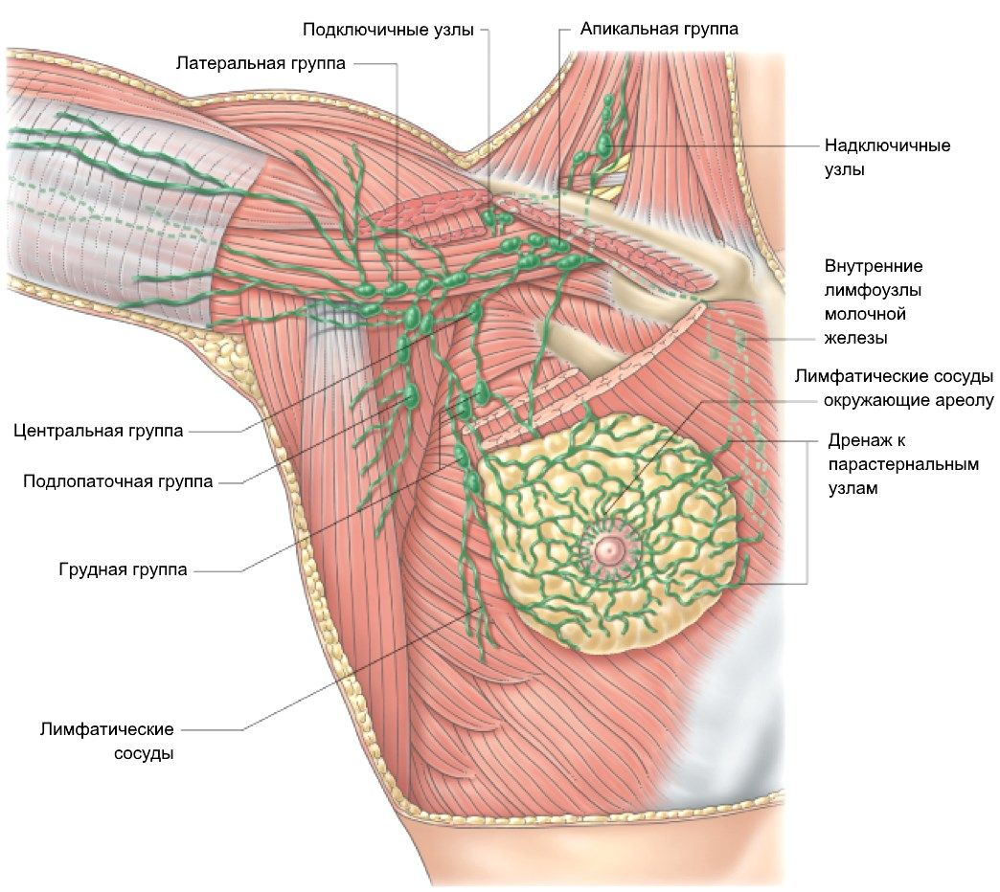 Подключичные узлы
Апикальная группа
Латеральная группа
Надключичные
узлы
Внутренние
лимфоузлы
молочной
железы
Лимфатические сосуды
окружающие ареолу
Центральная группа
Дренаж к
парастернальным
узлам
Подлопаточная группа
Грудная группа
Лимфатические
сосуды